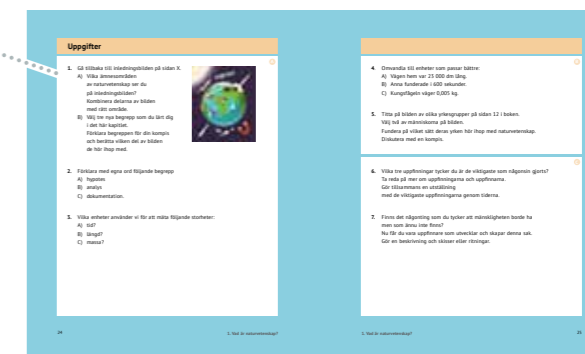 Uppgifter
1. Gå tillbaka till inledningsbilden på sidan X.
A) Vilka ämnesområden
av naturvetenskap ser du
på inledningsbilden?
Kombinera delarna av bilden
med rätt område.
B) Välj tre nya begrepp som du lärt dig
i det här kapitlet.
Förklara begreppen för din kompis
och berätta vilken del av bilden
de hör ihop med.
2. Förklara med egna ord följande begrepp
A) hypotes
B) analys
C) dokumentation.
3. Vilka enheter använder vi för att mäta följande storheter:
A) tid?
B) längd?
C) massa?
24
1. Vad är naturvetenskap?
4. Omvandla till enheter som passar bättre:
A) Vägen hem var 23 000 dm lång.
B) Anna funderade i 600 sekunder.
C) Kungsfågeln väger 0,005 kg.
5. Titta på bilden av olika yrkesgrupper på sidan 12 i boken.
Välj två av människorna på bilden.
Fundera på vilket sätt deras yrken hör ihop med naturvetenskap.
Diskutera med en kompis.
6. Vilka tre uppfinningar tycker du är de viktigaste som någonsin gjorts?
Ta reda på mer om uppfinningarna och uppfinnarna.
Gör tillsammans en utställning
med de viktigaste uppfinningarna genom tiderna.
7. Finns det någonting som du tycker att mänskligheten borde ha
men som ännu inte finns?
Nu får du vara uppfinnare som utvecklar och skapar denna sak.
Gör en beskrivning och skisser eller ritningar.
1. Vad är naturvetenskap?
25